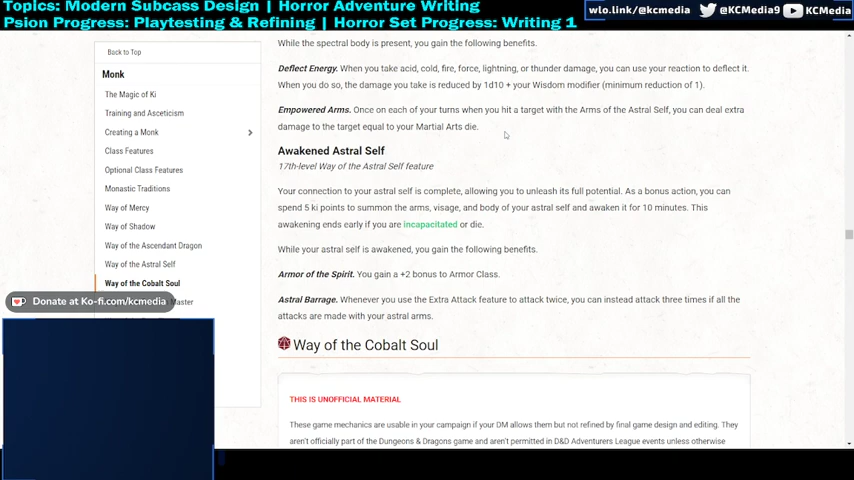 Topics: Modern Subcass Design | Horror Adventure Writing
Psion Progress: Playtesting & Refining | Horror Set Progress: Writing 1
wlo.link/@kcmedia
@KCMedia9
KCMedia
Back to Top
Monk
The Magic of Ki
Training and Asceticism
Creating a Monk
Class Features
Optional Class Features
Monastic Traditions
Way of Mercy
Way of Shadow
Way of the Ascendant Dragon
Way of the Astral Self
Way of the Cobalt Soul
Master
Donate at Ko-fi.com/kcmedia
While the spectral body is present, you gain the following benefits.
Deflect Energy. When you take acid, cold, fire, force, lightning, or thunder damage, you can use your reaction to deflect it.
When you do so, the damage you take is reduced by 1d10 + your Wisdom modifier (minimum reduction of 1).
Empowered Arms. Once on each of your turns when you hit a target with the Arms of the Astral Self, you can deal extra
damage to the target equal to your Martial Arts die.
Awakened Astral Self
17th-level Way of the Astral Self feature
Your connection to your astral self is complete, allowing you to unleash its full potential. As a bonus action, you can
spend 5 ki points to summon the arms, visage, and body of your astral self and awaken it for 10 minutes. This
awakening ends early if you are incapacitated or die.
While your astral self is awakened, you gain the following benefits.
Armor of the Spirit. You gain a +2 bonus to Armor Class.
Astral Barrage. Whenever you use the Extra Attack feature to attack twice, you can instead attack three times if all the
attacks are made with your astral arms.
Way of the Cobalt Soul
THIS IS UNOFFICIAL MATERIAL
These game mechanics are usable in your campaign if your DM allows them but not refined by final game design and editing. They
aren't officially part of the Dungeons & Dragons game and aren't permitted in D&D Adventurers League events unless otherwise